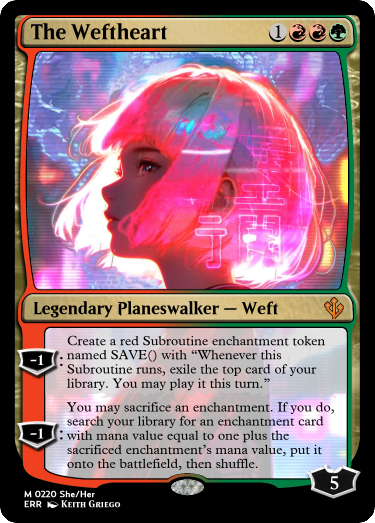 The Weftheart 1
Legendary Planeswalker — Weft
Create a red Subroutine enchantment token
named SAVE() with “Whenever this
Subroutine runs, exile the top card of your
library. You may play it this turn.”
-1:
You may sacrifice an enchantment. If you do,
search your library for an enchantment card
with mana value equal to one plus the
sacrificed enchantment’s mana value, put it
onto the battlefield, then shuffle.
-1:
5
M 0220 She/Her
ERR Keith Griego